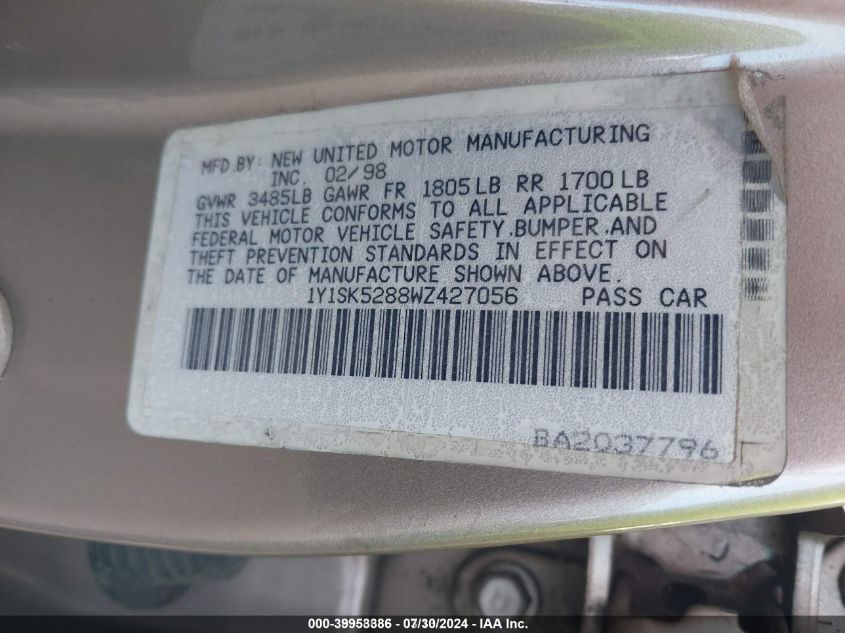 MFD.BY: NEW UNITED MOTOR MANUFACTURING
INC. 02/98
GVWR 3485LB GAWR FR 1805LB RR 1700LB
THIS VEHICLE CONFORMS TO ALL APPLICABLE
FEDERAL MOTOR VEHICLE SAFETY,BUMPER,AND
THEFT PREVENTION STANDARDS IN EFFECT ON
THE DATE OF MANUFACTURE SHOWN ABOVE.
1Y1SK5288WZ427056 PASS CAR
BA2037796
000-39953886 / 07/30/2024 - IAA Inc.